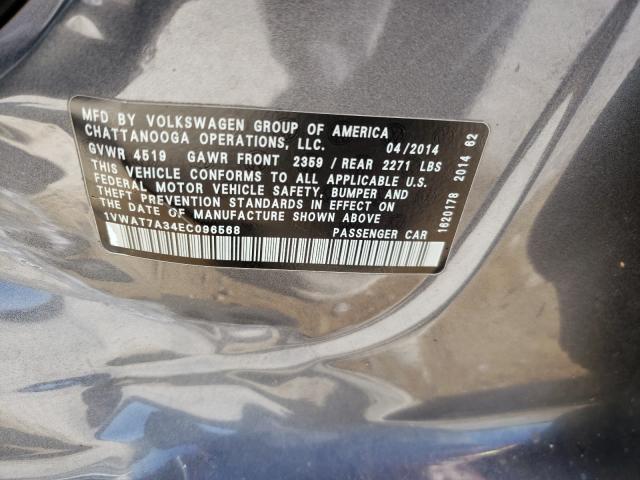 MFD BY VOLKSWAGEN GROUP OF AMERICA
CHATTANOOGA OPERATIONS, LLC. 04/2014
GVWR 4519 GAWR FRONT 2359 / REAR 2271 LBS
THIS VEHICLE CONFORMS TO ALL APPLICABLE U.S.
FEDERAL MOTOR VEHICLE SAFETY, BUMPER AND
THEFT PREVENTION STANDARDS IN EFFECT ON
THE DATE OF MANUFACTURE SHOWN ABOVE.
1VWAT7A34EC096568 PASSENGER CAR
1620178 2014 62